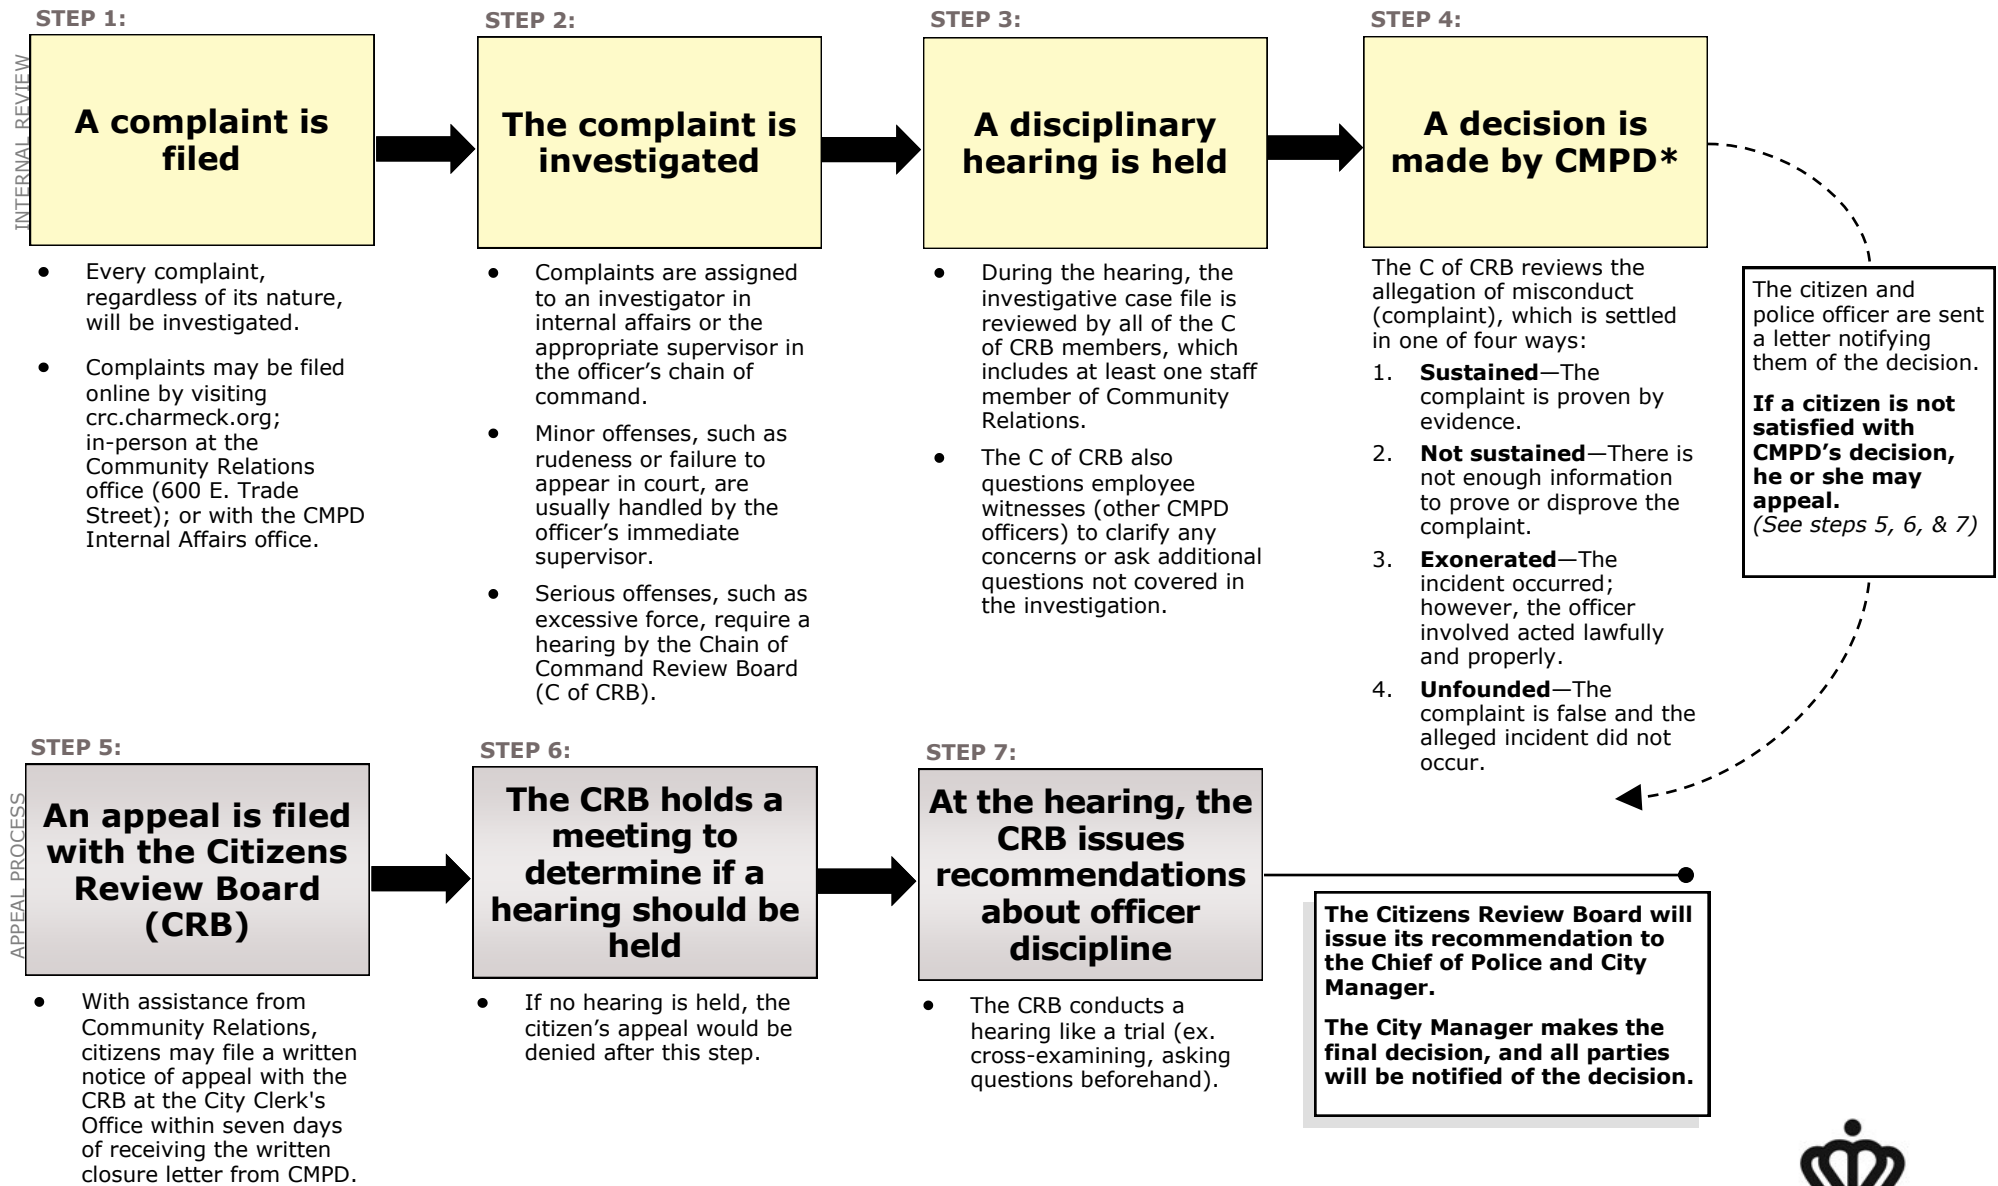 STEP 1:
INTERNAL REVIEW
A complaint is
filed
● Every complaint,
regardless of its nature,
will be investigated.
● Complaints may be filed
online by visiting
crc.charmeck.org;
in-person at the
Community Relations
office (600 E. Trade
Street); or with the CMPD
Internal Affairs office.
STEP 2:
The complaint is
investigated
● Complaints are assigned
to an investigator in
internal affairs or the
appropriate supervisor in
the officer’s chain of
command.
● Minor offenses, such as
rudeness or failure to
appear in court, are
usually handled by the
officer’s immediate
supervisor.
● Serious offenses, such as
excessive force, require a
hearing by the Chain of
Command Review Board
(C of CRB).
STEP 3:
A disciplinary
hearing is held
● During the hearing, the
investigative case file is
reviewed by all of the C
of CRB members, which
includes at least one staff
member of Community
Relations.
● The C of CRB also
questions employee
witnesses (other CMPD
officers) to clarify any
concerns or ask additional
questions not covered in
the investigation.
STEP 4:
A decision is
made by CMPD*
The C of CRB reviews the
allegation of misconduct
(complaint), which is settled
in one of four ways:
1. Sustained—The
complaint is proven by
evidence.
2. Not sustained—There is
not enough information
to prove or disprove the
complaint.
3. Exonerated—The
incident occurred;
however, the officer
involved acted lawfully
and properly.
4. Unfounded—The
complaint is false and the
alleged incident did not
occur.
The citizen and
police officer are sent
a letter notifying
them of the decision.
If a citizen is not
satisfied with
CMPD’s decision,
he or she may
appeal.
(See steps 5, 6, & 7)
STEP 5:
APPEAL PROCESS
An appeal is filed
with the Citizens
Review Board
(CRB)
● With assistance from
Community Relations,
citizens may file a written
notice of appeal with the
CRB at the City Clerk's
Office within seven days
of receiving the written
closure letter from CMPD.
STEP 6:
The CRB holds a
meeting to
determine if a
hearing should be
held
● If no hearing is held, the
citizen’s appeal would be
denied after this step.
STEP 7:
At the hearing, the
CRB issues
recommendations
about officer
discipline
● The CRB conducts a
hearing like a trial (ex.
cross-examining, asking
questions beforehand).
The Citizens Review Board will
issue its recommendation to
the Chief of Police and City
Manager.
The City Manager makes the
final decision, and all parties
will be notified of the decision.